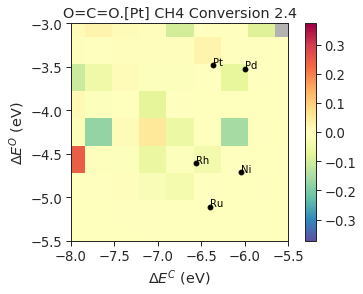 O=C=O.[Pt] CH4 Conversion 2.4
−3.0
−3.5
−4.0
−4.5
−5.0
−5.5
ΔE^O (eV)
Pt
Pd
Rh
Ni
Ru
−8.0 −7.5 −7.0 −6.5 −6.0 −5.5
ΔE^C (eV)
0.3
0.2
0.1
0.0
−0.1
−0.2
−0.3